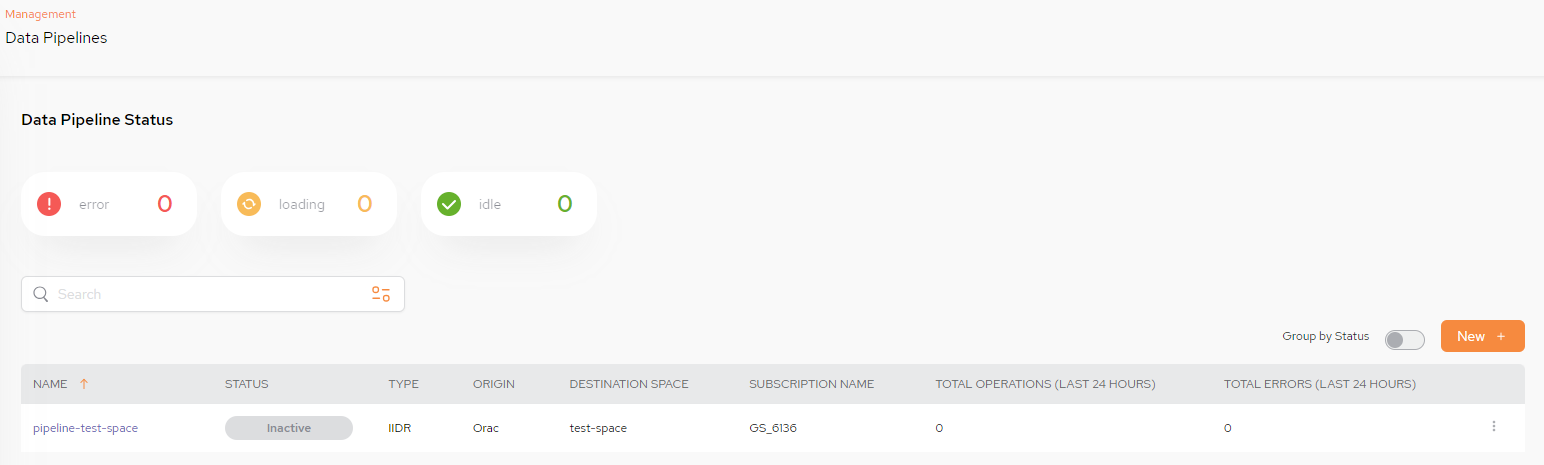 Management
Data Pipelines
Data Pipeline Status
error 0 loading 0 idle 0
Search
Group by Status New +
NAME ↑ STATUS TYPE ORIGIN DESTINATION SPACE SUBSCRIPTION NAME TOTAL OPERATIONS (LAST 24 HOURS) TOTAL ERRORS (LAST 24 HOURS)
pipeline-test-space Inactive IIDR Orac test-space GS_6136 0 0